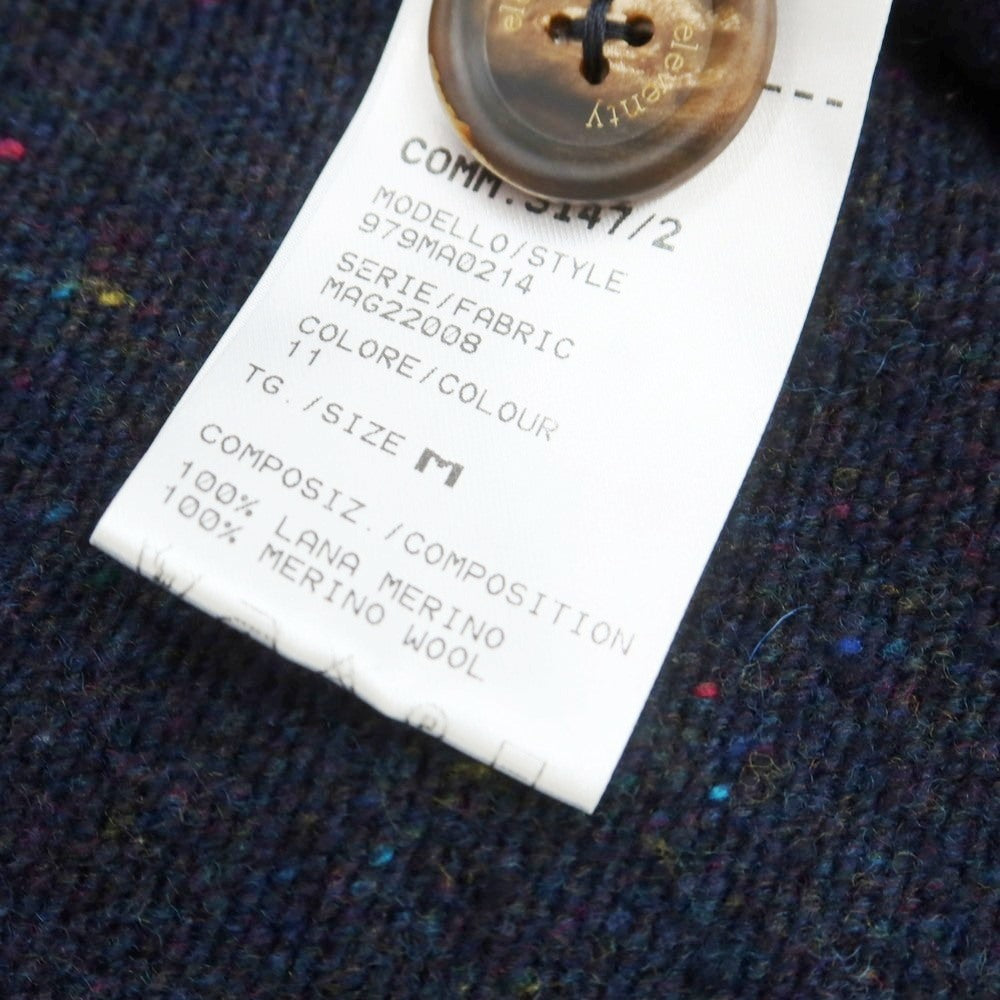 ele
eleventy
COMM.S147/2
MODELLO/STYLE
979MA0214
SERIE/FABRIC
MAG22008
COLORE/COLOUR
11
TG./SIZE M
COMPOSIZ./COMPOSITION
100% LANA MERINO
100% MERINO WOOL
P